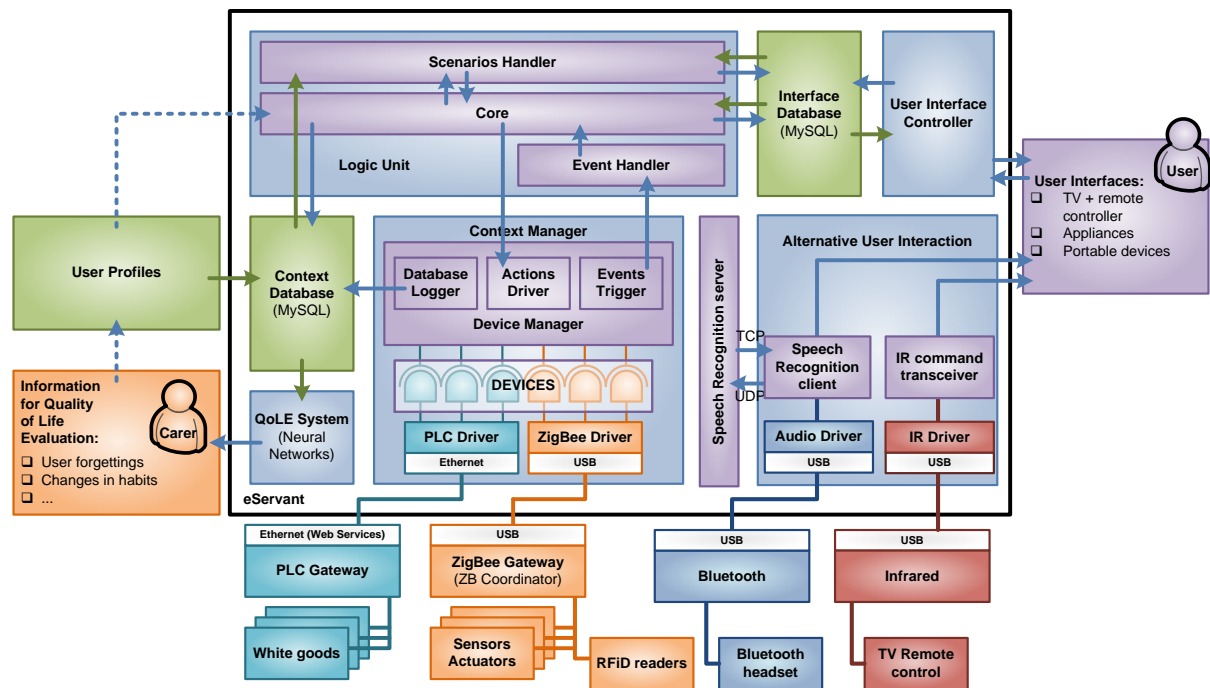 Scenarios Handler
Core
Logic Unit
Event Handler
Interface
Database
(MySQL)
User Interface
Controller
User
User Interfaces:
❑ TV + remote
controller
❑ Appliances
❑ Portable devices
User Profiles
Context
Database
(MySQL)
Context Manager
Database
Logger
Actions
Driver
Events
Trigger
Device Manager
DEVICES
PLC Driver
Ethernet
ZigBee Driver
USB
Speech Recognition server
TCP
UDP
Alternative User Interaction
Speech
Recognition
client
IR command
transceiver
Audio Driver
USB
IR Driver
USB
Information
for Quality
of Life
Evaluation:
Carer
❑ User forgettings
❑ Changes in habits
❑ ...
QoLE System
(Neural
Networks)
eServant
Ethernet (Web Services)
PLC Gateway
White goods
USB
ZigBee Gateway
(ZB Coordinator)
Sensors
Actuators
RFiD readers
USB
Bluetooth
Bluetooth
headset
USB
Infrared
TV Remote
control